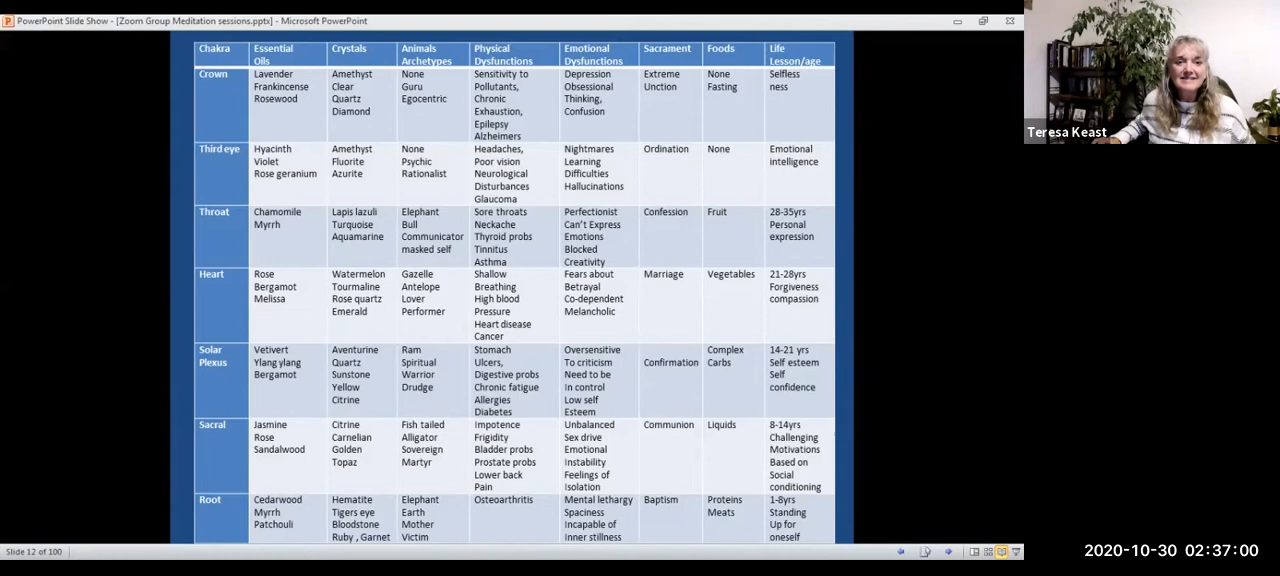 PowerPoint Slide Show - [Zoom Group Meditation sessions.pptx] - Microsoft PowerPoint
Chakra
Essential
Oils
Crystals
Animals
Archetypes
Physical
Dysfunctions
Emotional
Dysfunctions
Sacrament
Foods
Life
Lesson/age
Crown
Lavender
Frankincense
Rosewood
Amethyst
Clear
Quartz
Diamond
None
Guru
Egocentric
Sensitivity to
Pollutants,
Chronic
Exhaustion,
Epilepsy
Alzheimers
Depression
Obsessional
Thinking,
Confusion
Extreme
Unction
None
Fasting
Selfless
ness
Third eye
Hyacinth
Violet
Rose geranium
Amethyst
Fluorite
Azurite
None
Psychic
Rationalist
Headaches,
Poor vision
Neurological
Disturbances
Glaucoma
Nightmares
Learning
Difficulties
Hallucinations
Ordination
None
Emotional
intelligence
Throat
Chamomile
Myrrh
Lapis lazuli
Turquoise
Aquamarine
Elephant
Bull
Communicator
masked self
Sore throats
Neckache
Thyroid probs
Tinnitus
Asthma
Perfectionist
Can't Express
Emotions
Blocked
Creativity
Confession
Fruit
28-35yrs
Personal
expression
Heart
Rose
Bergamot
Melissa
Watermelon
Tourmaline
Rose quartz
Emerald
Gazelle
Antelope
Lover
Performer
Shallow
Breathing
High blood
Pressure
Heart disease
Cancer
Fears about
Betrayal
Co-dependent
Melancholic
Marriage
Vegetables
21-28yrs
Forgiveness
compassion
Solar
Plexus
Vetivert
Ylang ylang
Bergamot
Aventurine
Quartz
Sunstone
Yellow
Citrine
Ram
Spiritual
Warrior
Drudge
Stomach
Ulcers,
Digestive probs
Chronic fatigue
Allergies
Diabetes
Oversensitive
To criticism
Need to be
In control
Low self
Esteem
Confirmation
Complex
Carbs
14-21 yrs
Self esteem
Self
confidence
Sacral
Jasmine
Rose
Sandalwood
Citrine
Carnelian
Golden
Topaz
Fish tailed
Alligator
Sovereign
Martyr
Impotence
Frigidity
Bladder probs
Prostate probs
Lower back
Pain
Unbalanced
Sex drive
Emotional
Instability
Feelings of
Isolation
Communion
Liquids
8-14yrs
Challenging
Motivations
Based on
Social
conditioning
Root
Cedarwood
Myrrh
Patchouli
Hematite
Tigers eye
Bloodstone
Ruby , Garnet
Elephant
Earth
Mother
Victim
Osteoarthritis
Mental lethargy
Spaciness
Incapable of
Inner stillness
Baptism
Proteins
Meats
1-8yrs
Standing
Up for
oneself
Slide 12 of 100
Teresa Keast
2020-10-30 02:37:00